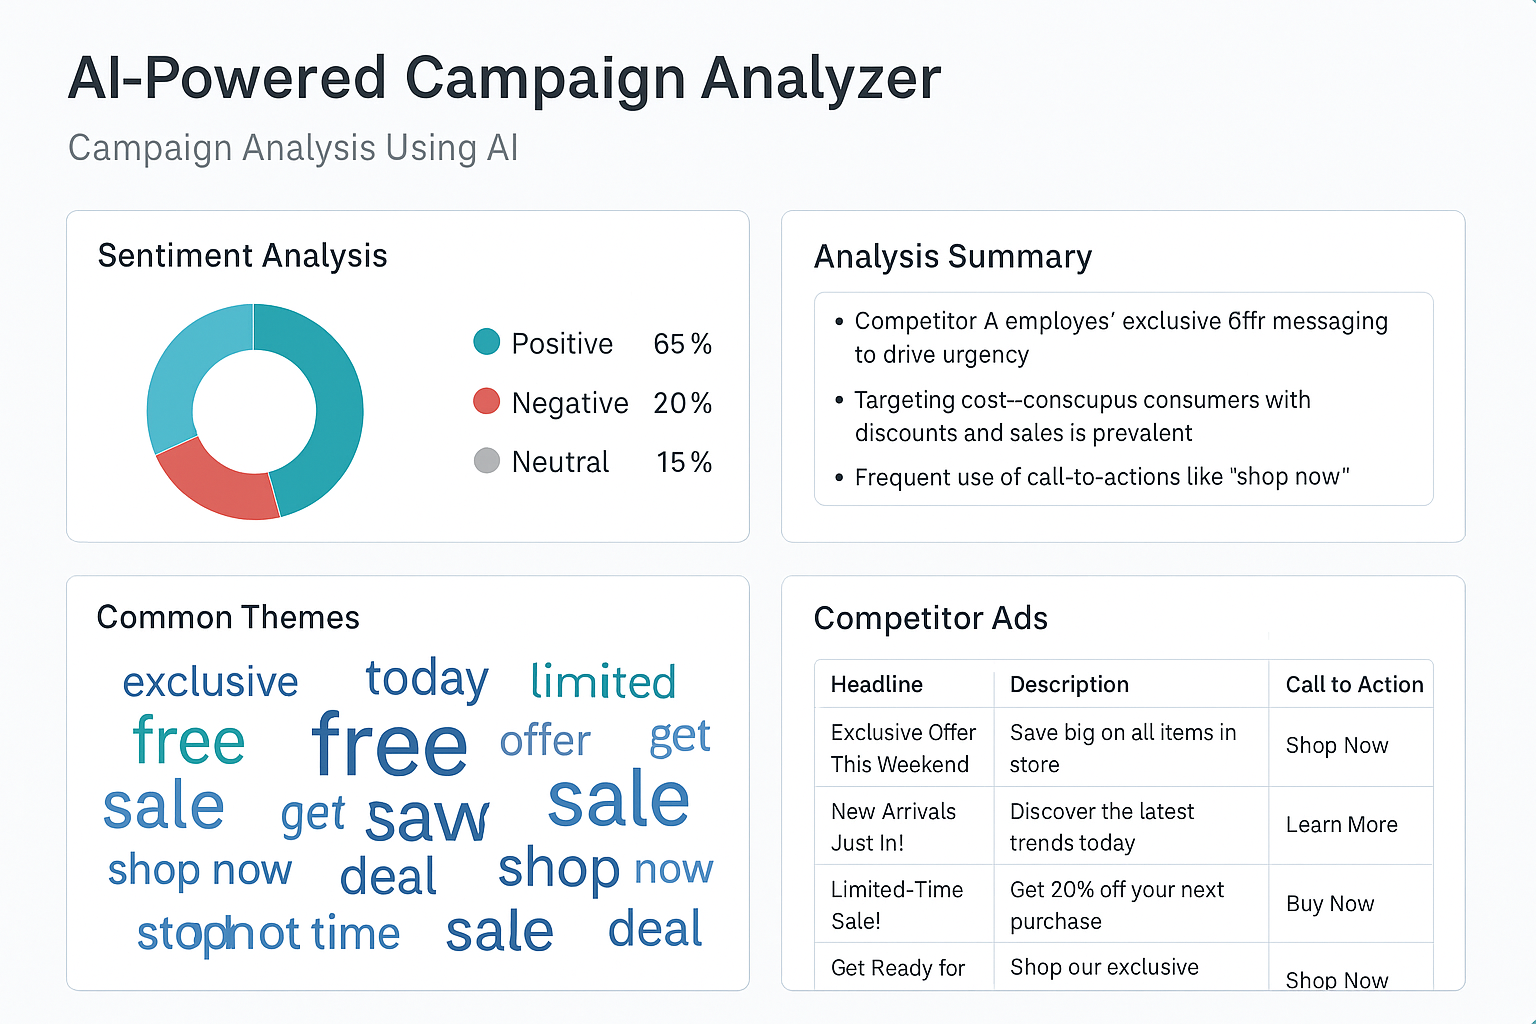 AI-Powered Campaign Analyzer
Campaign Analysis Using AI
Sentiment Analysis
Positive 65%
Negative 20%
Neutral 15%
Analysis Summary
• Competitor A employes’ exclusive 6ffr messaging
to drive urgency
• Targeting cost--conscupus consumers with
discounts and sales is prevalent
• Frequent use of call-to-actions like "shop now"
Common Themes
exclusive today limited
free free offer get
sale get saw sale
shop now deal shop now
time sale deal
Competitor Ads
Headline Description Call to Action
Exclusive Offer Save big on all items in
This Weekend store
Shop Now
New Arrivals Discover the latest
Just In! trends today
Learn More
Limited-Time Get 20% off your next
Sale! purchase
Buy Now
Get Ready for Shop our exclusive
Shop Now